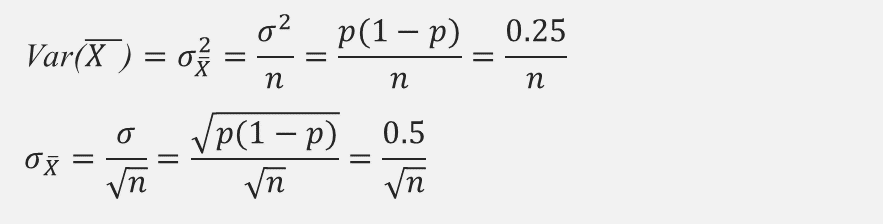 Var(X̅) = σ²_X̅ = σ²/n = p(1 − p)/n = 0.25/n
σ_X̅ = σ/√n = √(p(1 − p))/√n = 0.5/√n